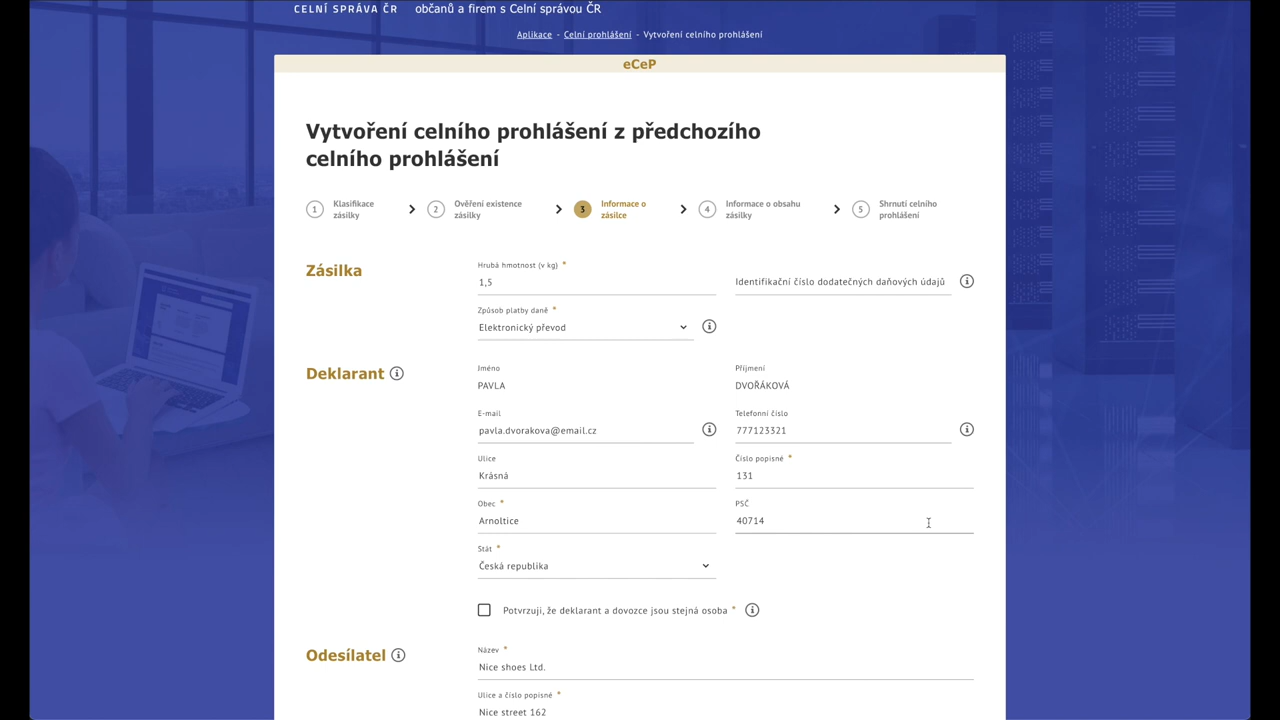 CELNÍ SPRÁVA ČR
občanů a firem s Celní správou ČR
Aplikace - Celní prohlášení - Vytvoření celního prohlášení
eCeP
Vytvoření celního prohlášení z předchozího
celního prohlášení
1 Klasifikace
zásilky
2 Ověření existence
zásilky
3 Informace o
zásilce
4 Informace o obsahu
zásilky
5 Shrnutí celního
prohlášení
Zásilka
Hrubá hmotnost (v kg) *
1,5
Identifikační číslo dodatečných daňových údajů
Způsob platby daně *
Elektronický převod
Deklarant
Jméno
PAVLA
Příjmení
DVOŘÁKOVÁ
E-mail
pavla.dvorakova@email.cz
Telefonní číslo
777123321
Ulice
Krásná
Číslo popisné *
131
Obec *
Arnoltice
PSČ
40714
Stát *
Česká republika
Potvrzuji, že deklarant a dovozce jsou stejná osoba *
Odesílatel
Název *
Nice shoes Ltd.
Ulice a číslo popisné *
Nice street 162